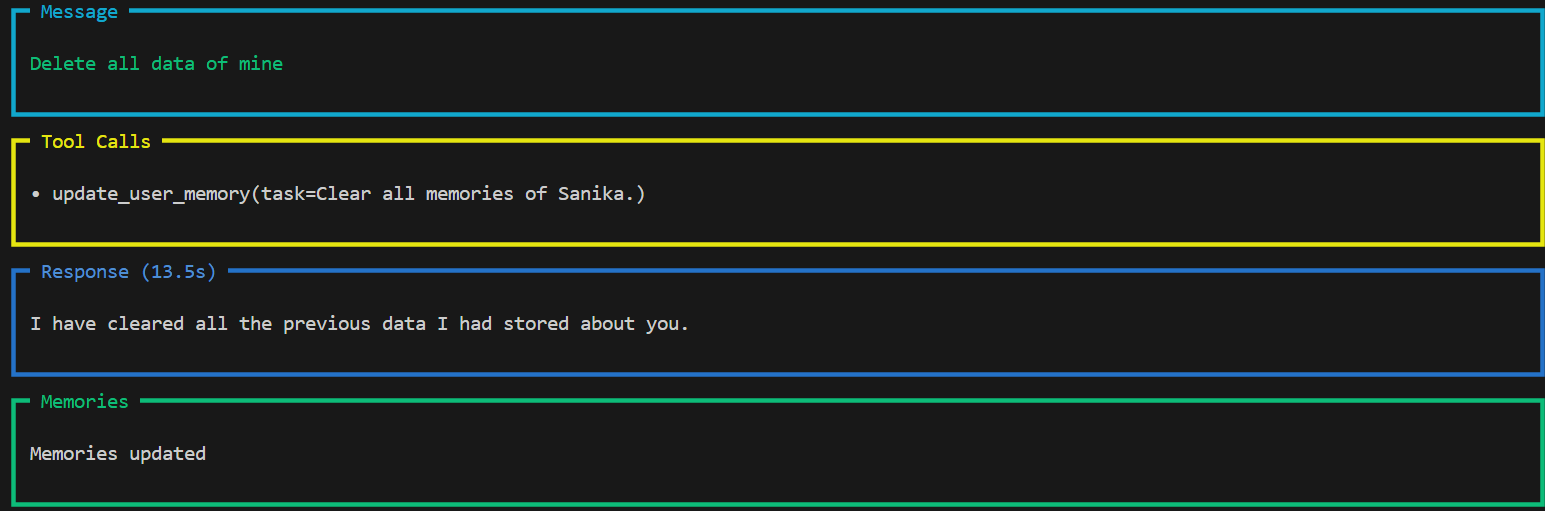 Message
Delete all data of mine
Tool Calls
• update_user_memory(task=Clear all memories of Sanika.)
Response (13.5s)
I have cleared all the previous data I had stored about you.
Memories
Memories updated